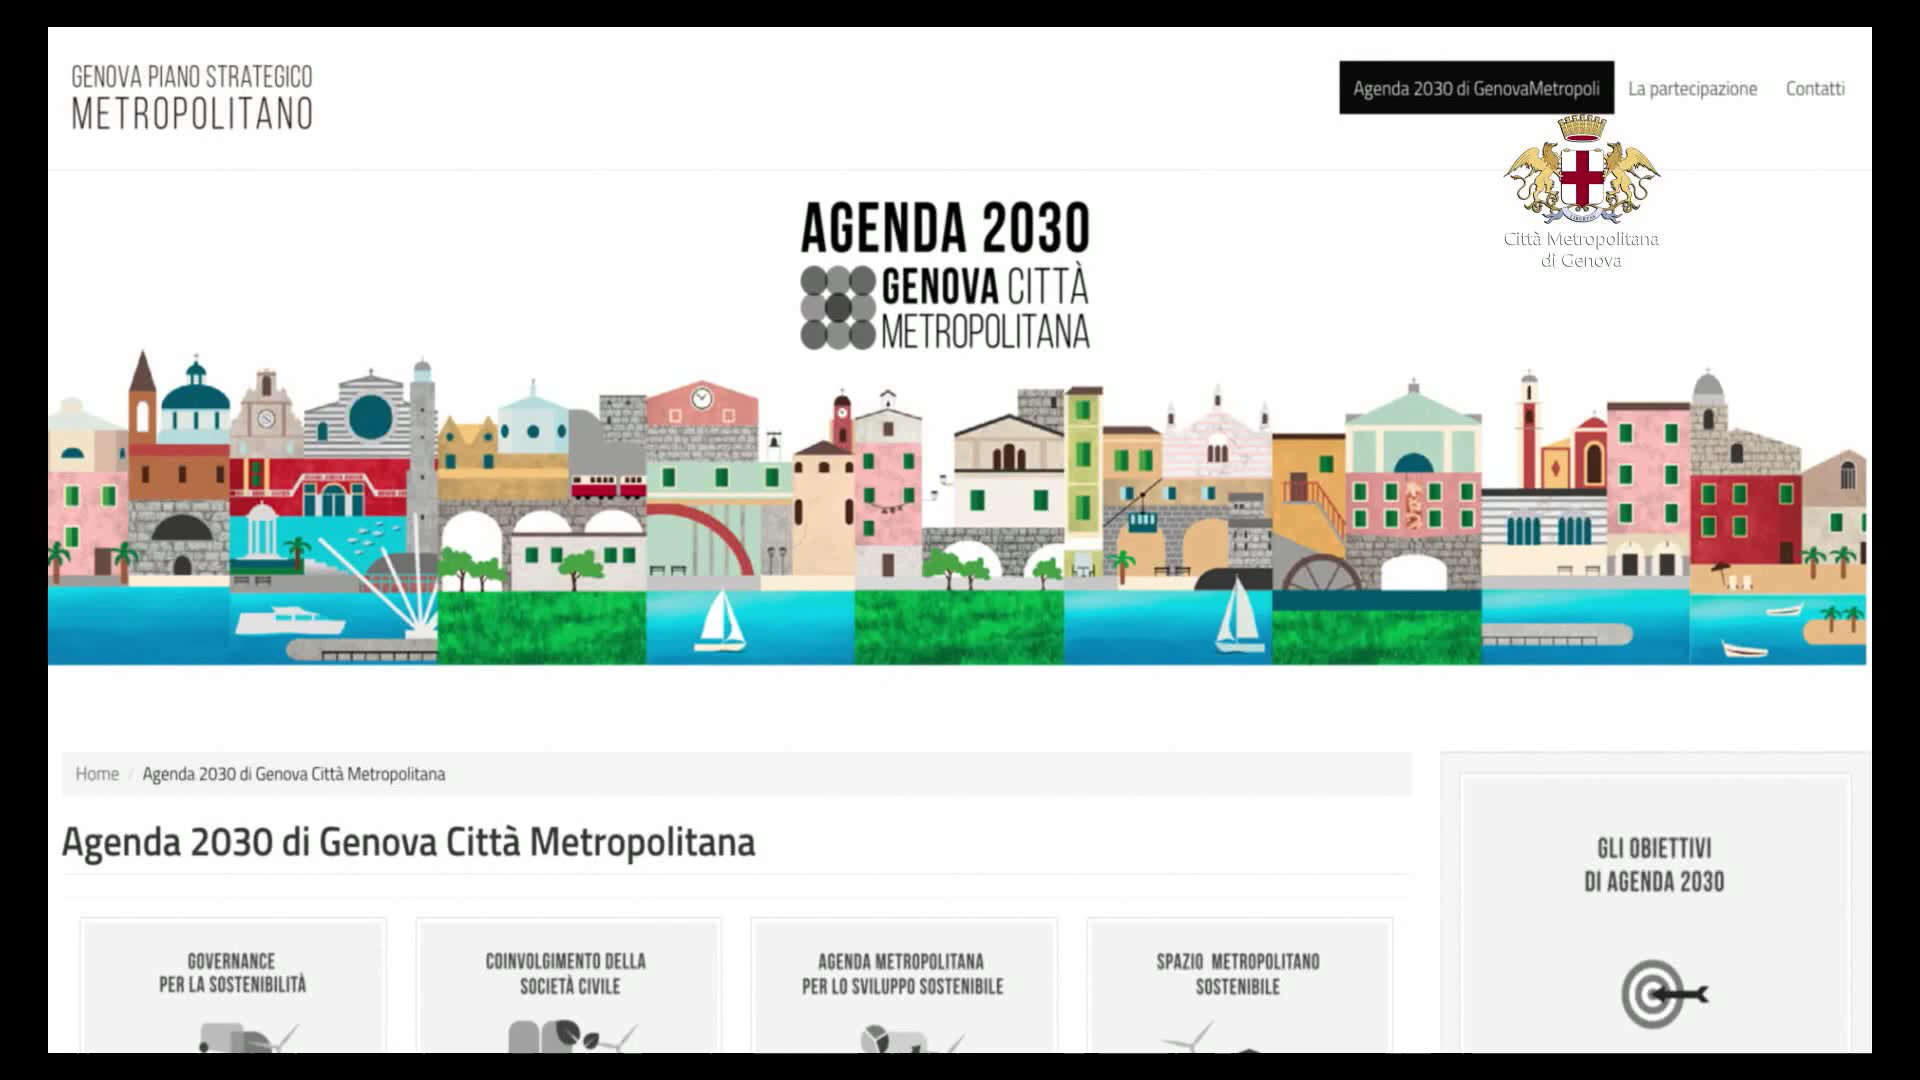 GENOVA PIANO STRATEGICO
METROPOLITANO
Agenda 2030 di GenovaMetropoli
La partecipazione
Contatti
LIBERTAS
Città Metropolitana
di Genova
AGENDA 2030
GENOVA CITTÀ
METROPOLITANA
Home / Agenda 2030 di Genova Città Metropolitana
Agenda 2030 di Genova Città Metropolitana
GOVERNANCE
PER LA SOSTENIBILITÀ
COINVOLGIMENTO DELLA
SOCIETÀ CIVILE
AGENDA METROPOLITANA
PER LO SVILUPPO SOSTENIBILE
SPAZIO METROPOLITANO
SOSTENIBILE
GLI OBIETTIVI
DI AGENDA 2030